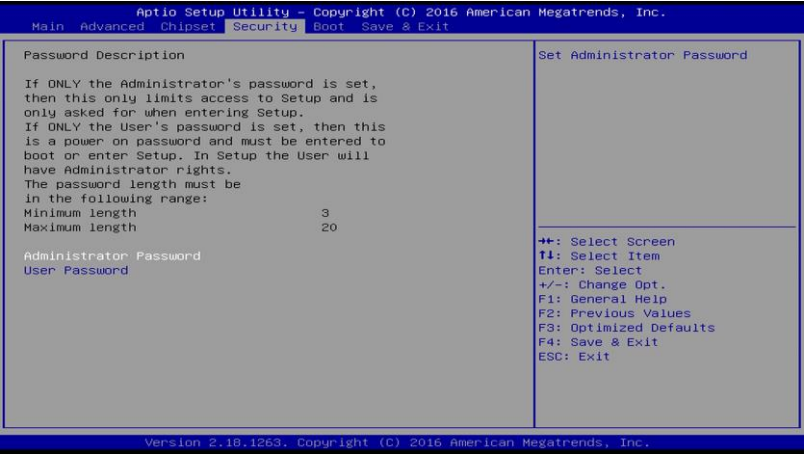 Aptio Setup Utility – Copyright (C) 2016 American Megatrends, Inc.
Main Advanced Chipset Security Boot Save & Exit
Password Description
If ONLY the Administrator's password is set,
then this only limits access to Setup and is
only asked for when entering Setup.
If ONLY the User's password is set, then this
is a power on password and must be entered to
boot or enter Setup. In Setup the User will
have Administrator rights.
The password length must be
in the following range:
Minimum length 3
Maximum length 20
Administrator Password
User Password
Set Administrator Password
→←: Select Screen
↑↓: Select Item
Enter: Select
+/-: Change Opt.
F1: General Help
F2: Previous Values
F3: Optimized Defaults
F4: Save & Exit
ESC: Exit
Version 2.18.1263. Copyright (C) 2016 American Megatrends, Inc.